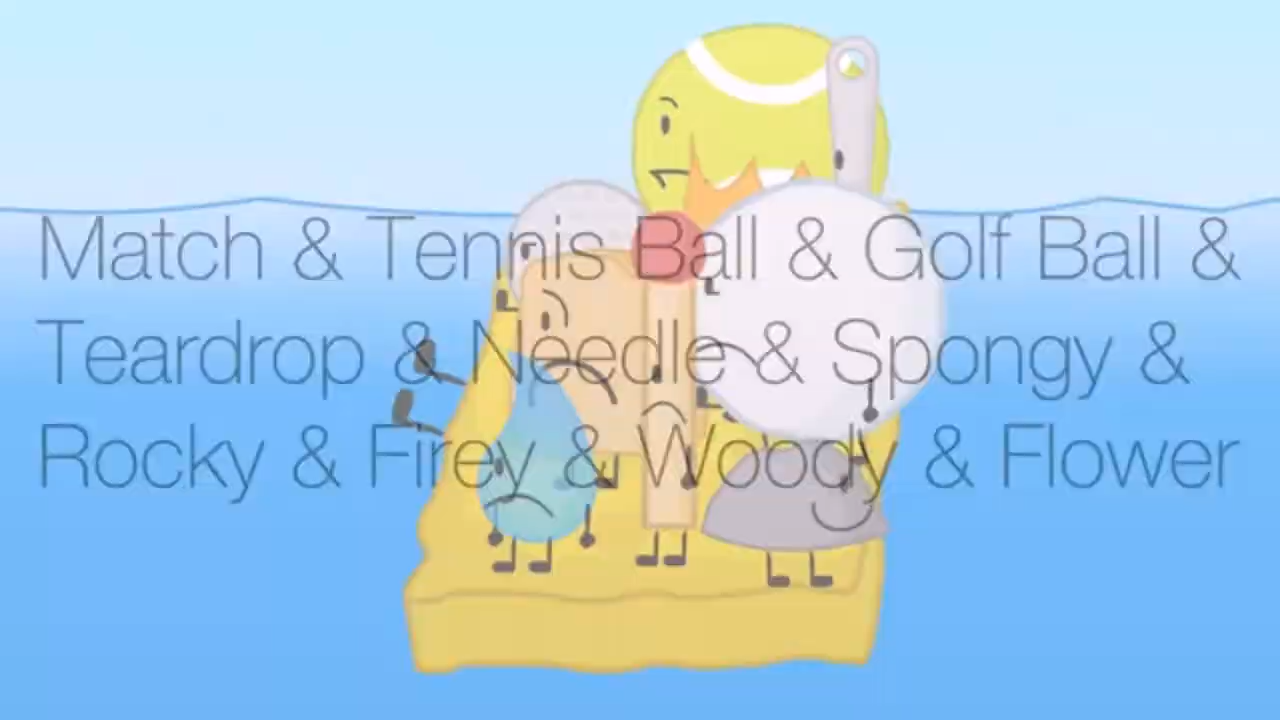 Match & Tennis Ball & Golf Ball &
Teardrop & Needle & Spongy &
Rocky & Firey & Woody & Flower